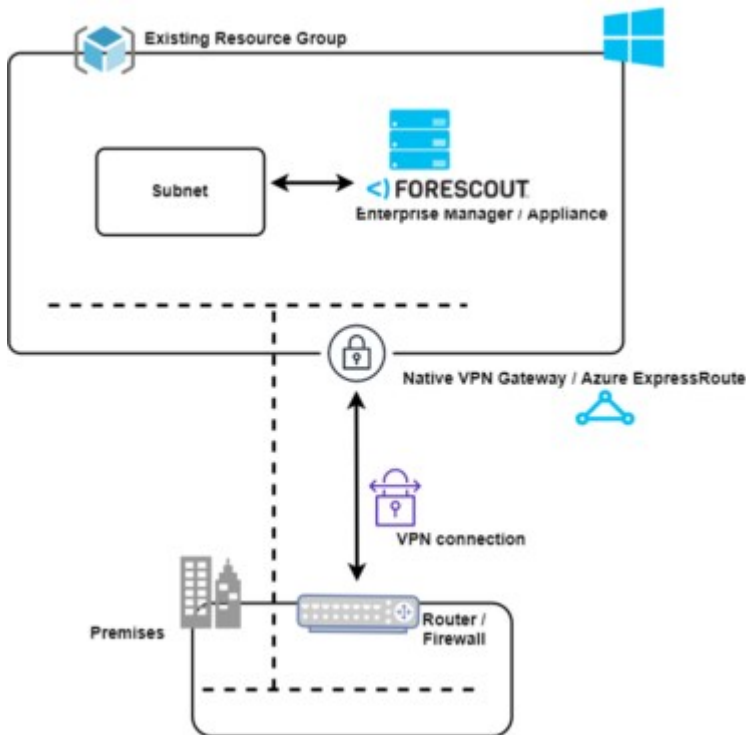 Existing Resource Group
Subnet
<) FORESCOUT
Enterprise Manager / Appliance
Native VPN Gateway / Azure ExpressRoute
VPN connection
Premises
Router /
Firewall